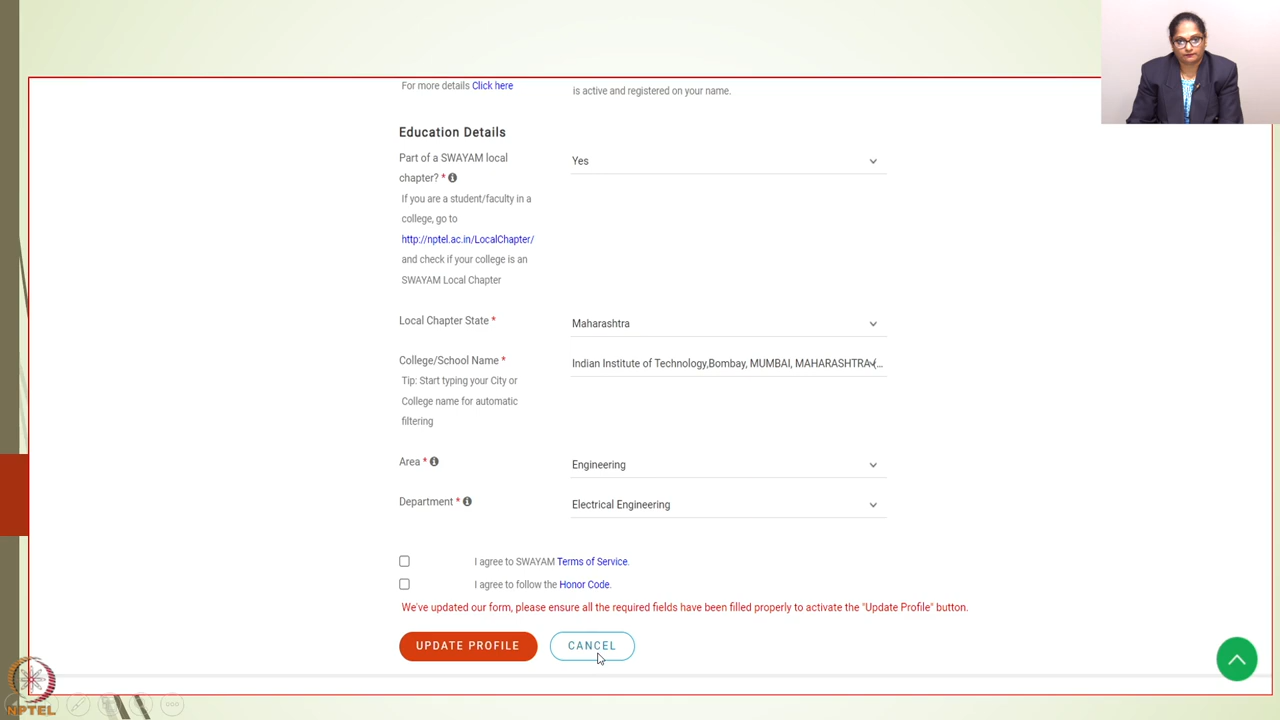 For more details Click here
is active and registered on your name.
Education Details
Part of a SWAYAM local
chapter? *
Yes
If you are a student/faculty in a
college, go to
http://nptel.ac.in/LocalChapter/
and check if your college is an
SWAYAM Local Chapter
Local Chapter State *
Maharashtra
College/School Name *
Indian Institute of Technology,Bombay, MUMBAI, MAHARASHTRA (...
Tip: Start typing your City or
College name for automatic
filtering
Area *
Engineering
Department *
Electrical Engineering
I agree to SWAYAM Terms of Service.
I agree to follow the Honor Code.
We've updated our form, please ensure all the required fields have been filled properly to activate the "Update Profile" button.
UPDATE PROFILE
CANCEL
NPTEL